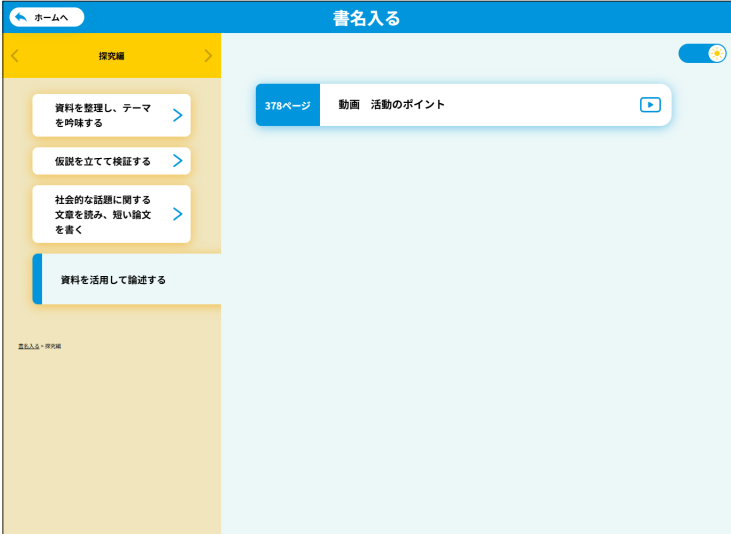 ホームへ
書名入る
探究編
資料を整理し、テーマ
を吟味する
仮説を立てて検証する
社会的な話題に関する
文章を読み、短い論文
を書く
資料を活用して論述する
書名入る > 探究編
378ページ
動画　活動のポイント